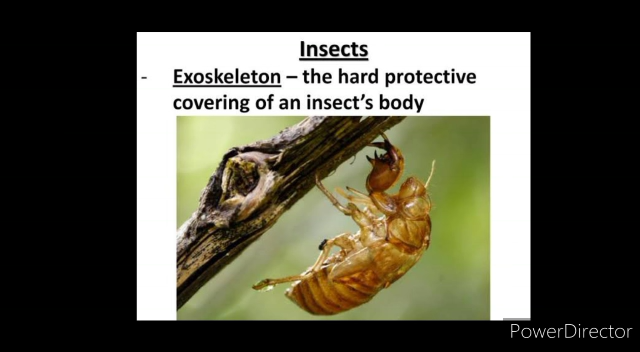 Insects
- Exoskeleton – the hard protective
covering of an insect’s body
PowerDirector